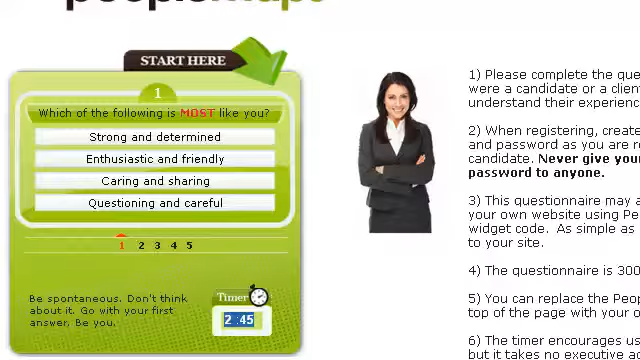 START HERE
1
Which of the following is MOST like you?
Strong and determined
Enthusiastic and friendly
Caring and sharing
Questioning and careful
1 2 3 4 5
Be spontaneous. Don't think
about it. Go with your first
answer. Be you.
Timer
2:45
1) Please complete the que
were a candidate or a client
understand their experience
2) When registering, create
and password as you are re
candidate. Never give your
password to anyone.
3) This questionnaire may a
your own website using Pe
widget code. As simple as
to your site.
4) The questionnaire is 300
5) You can replace the Peop
top of the page with your o
6) The timer encourages us
but it takes no executive ac